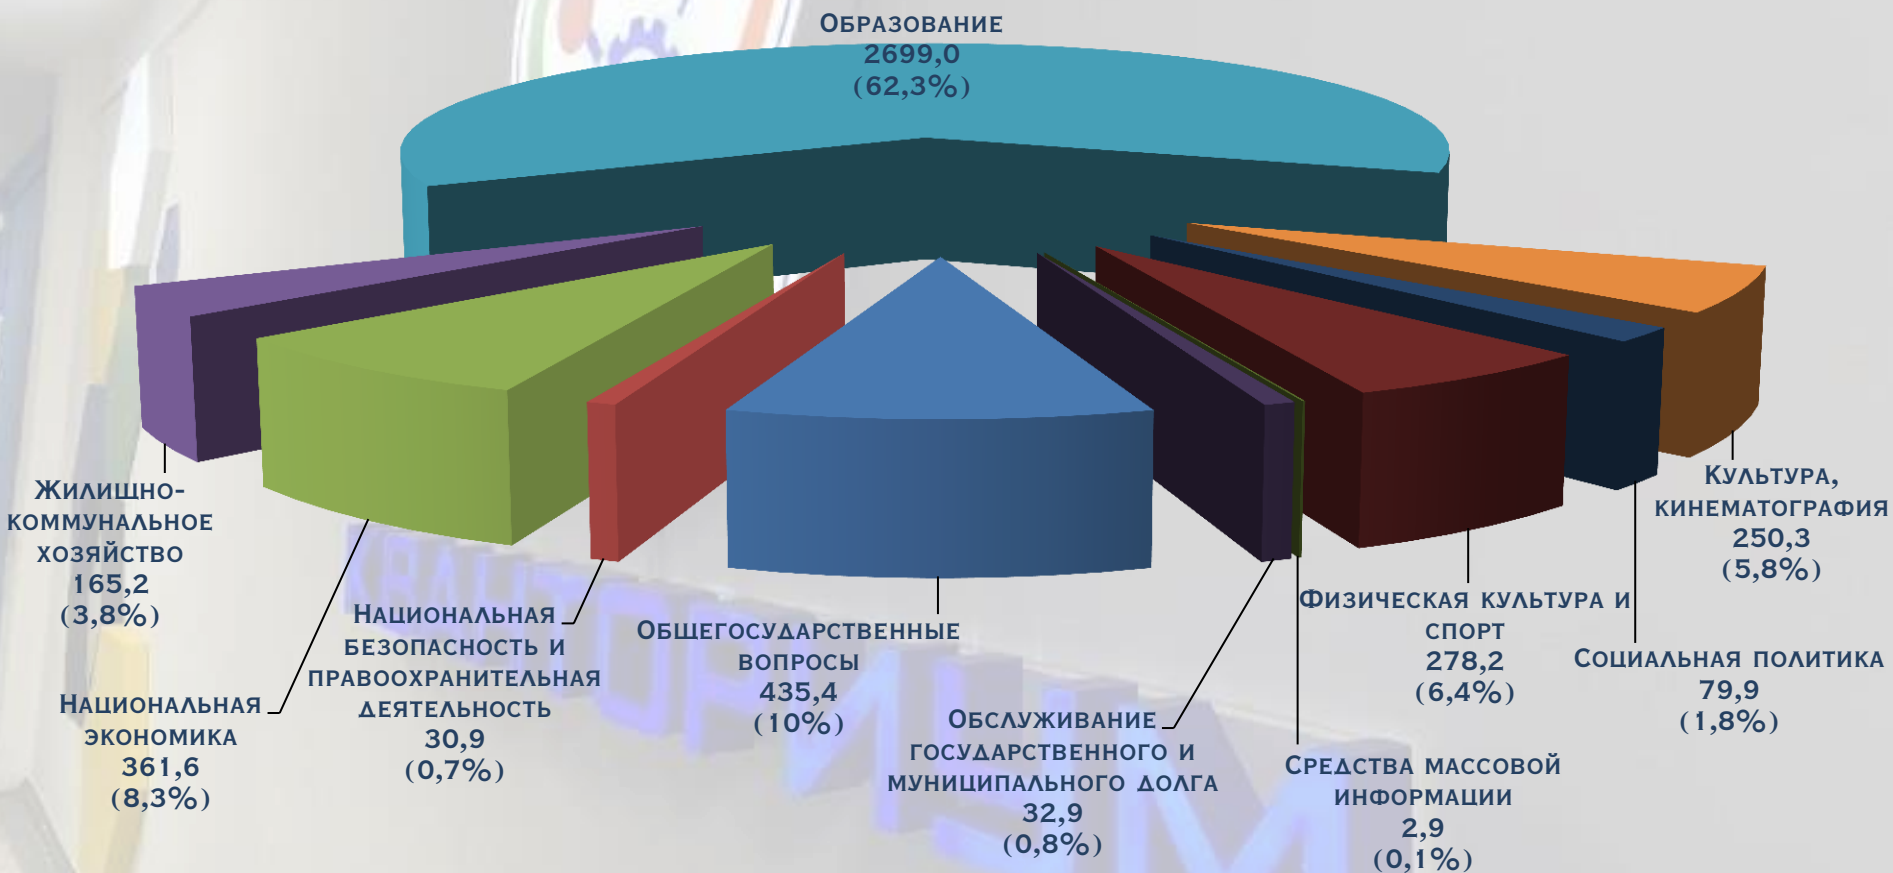 Образование
2699,0
(62,3%)
Жилищно-
коммунальное
хозяйство
165,2
(3,8%)
Национальная
экономика
361,6
(8,3%)
Национальная
безопасность и
правоохранительная
деятельность
30,9
(0,7%)
Общегосударственные
вопросы
435,4
(10%)
Обслуживание
государственного и
муниципального долга
32,9
(0,8%)
Средства массовой
информации
2,9
(0,1%)
Физическая культура и
спорт
278,2
(6,4%)
Социальная политика
79,9
(1,8%)
Культура,
кинематография
250,3
(5,8%)
КВАНТОРИУМ